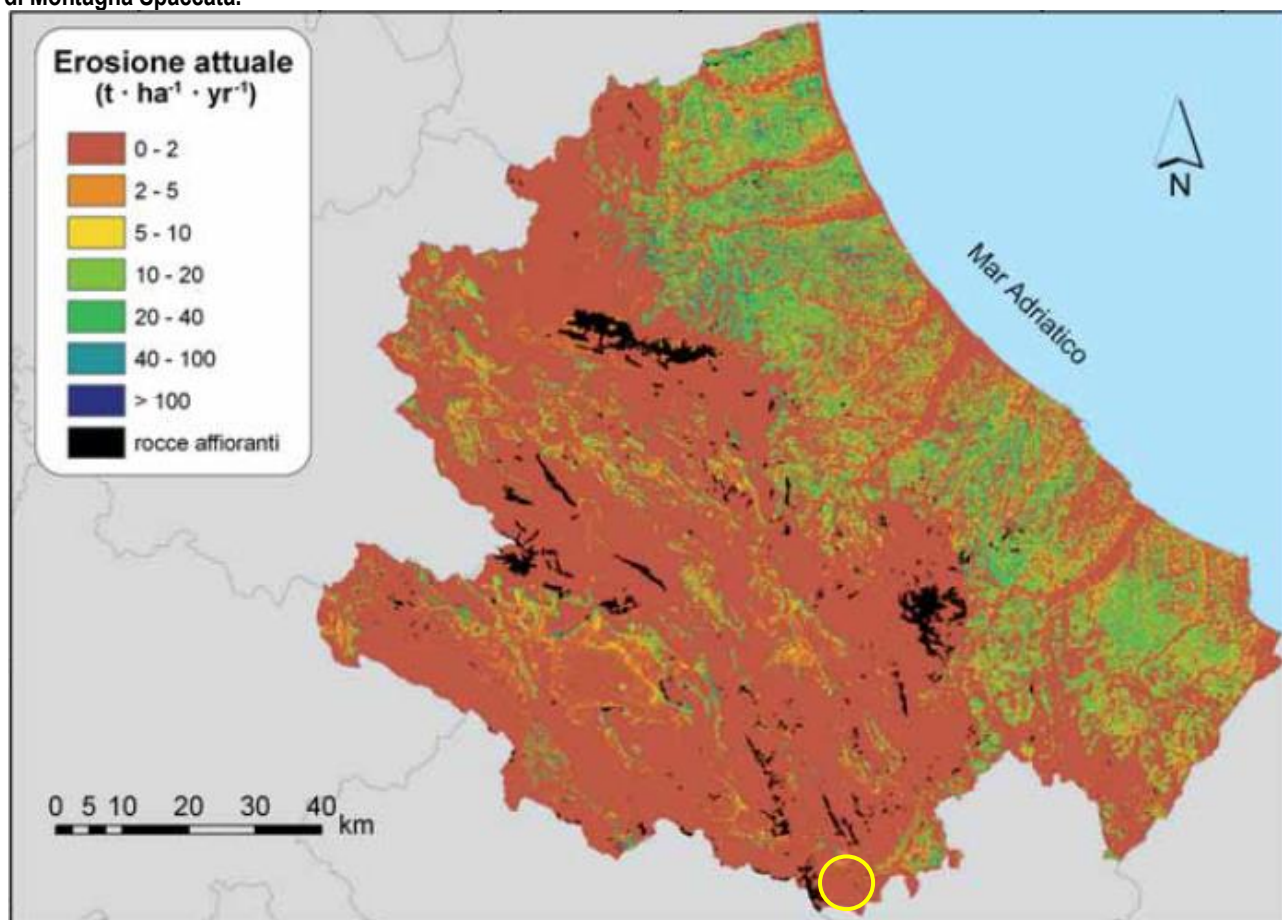 di Montagna Spaccata.
Erosione attuale
(t · ha⁻¹ · yr⁻¹)
0 - 2
2 - 5
5 - 10
10 - 20
20 - 40
40 - 100
> 100
rocce affioranti
N
Mar Adriatico
0 5 10 20 30 40 km